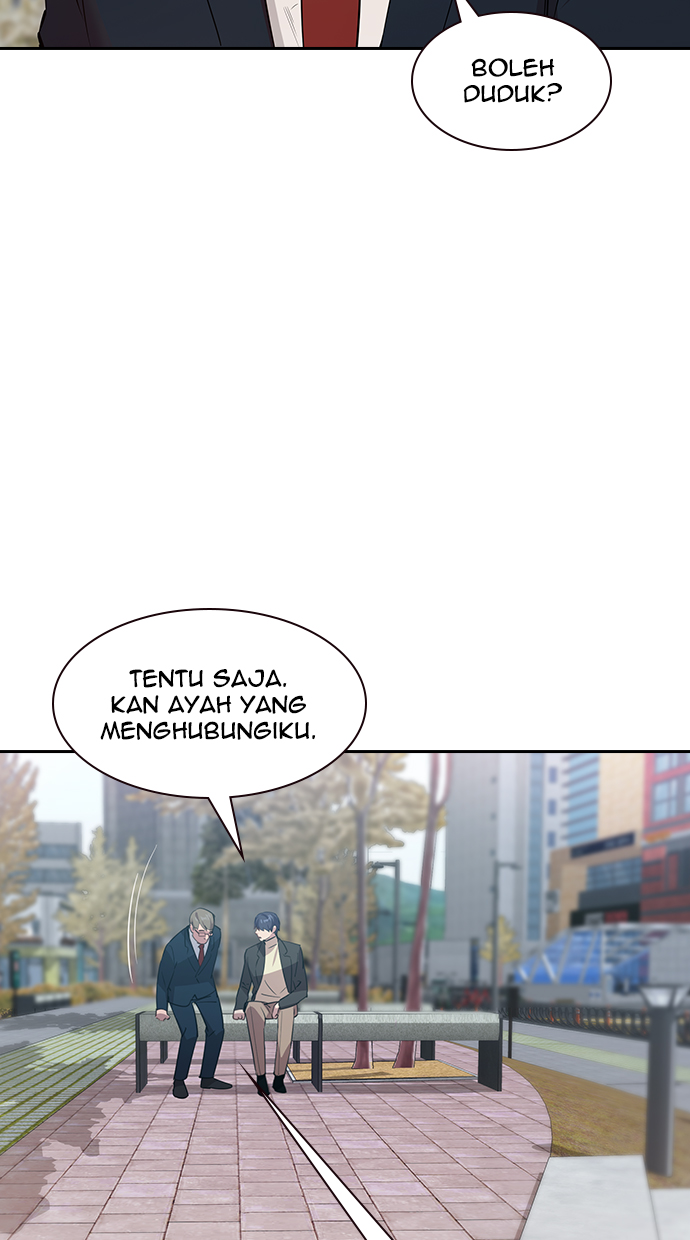 BOLEH
DUDUK?
TENTU SAJA.
KAN AYAH YANG
MENGHUBUNGIKU.